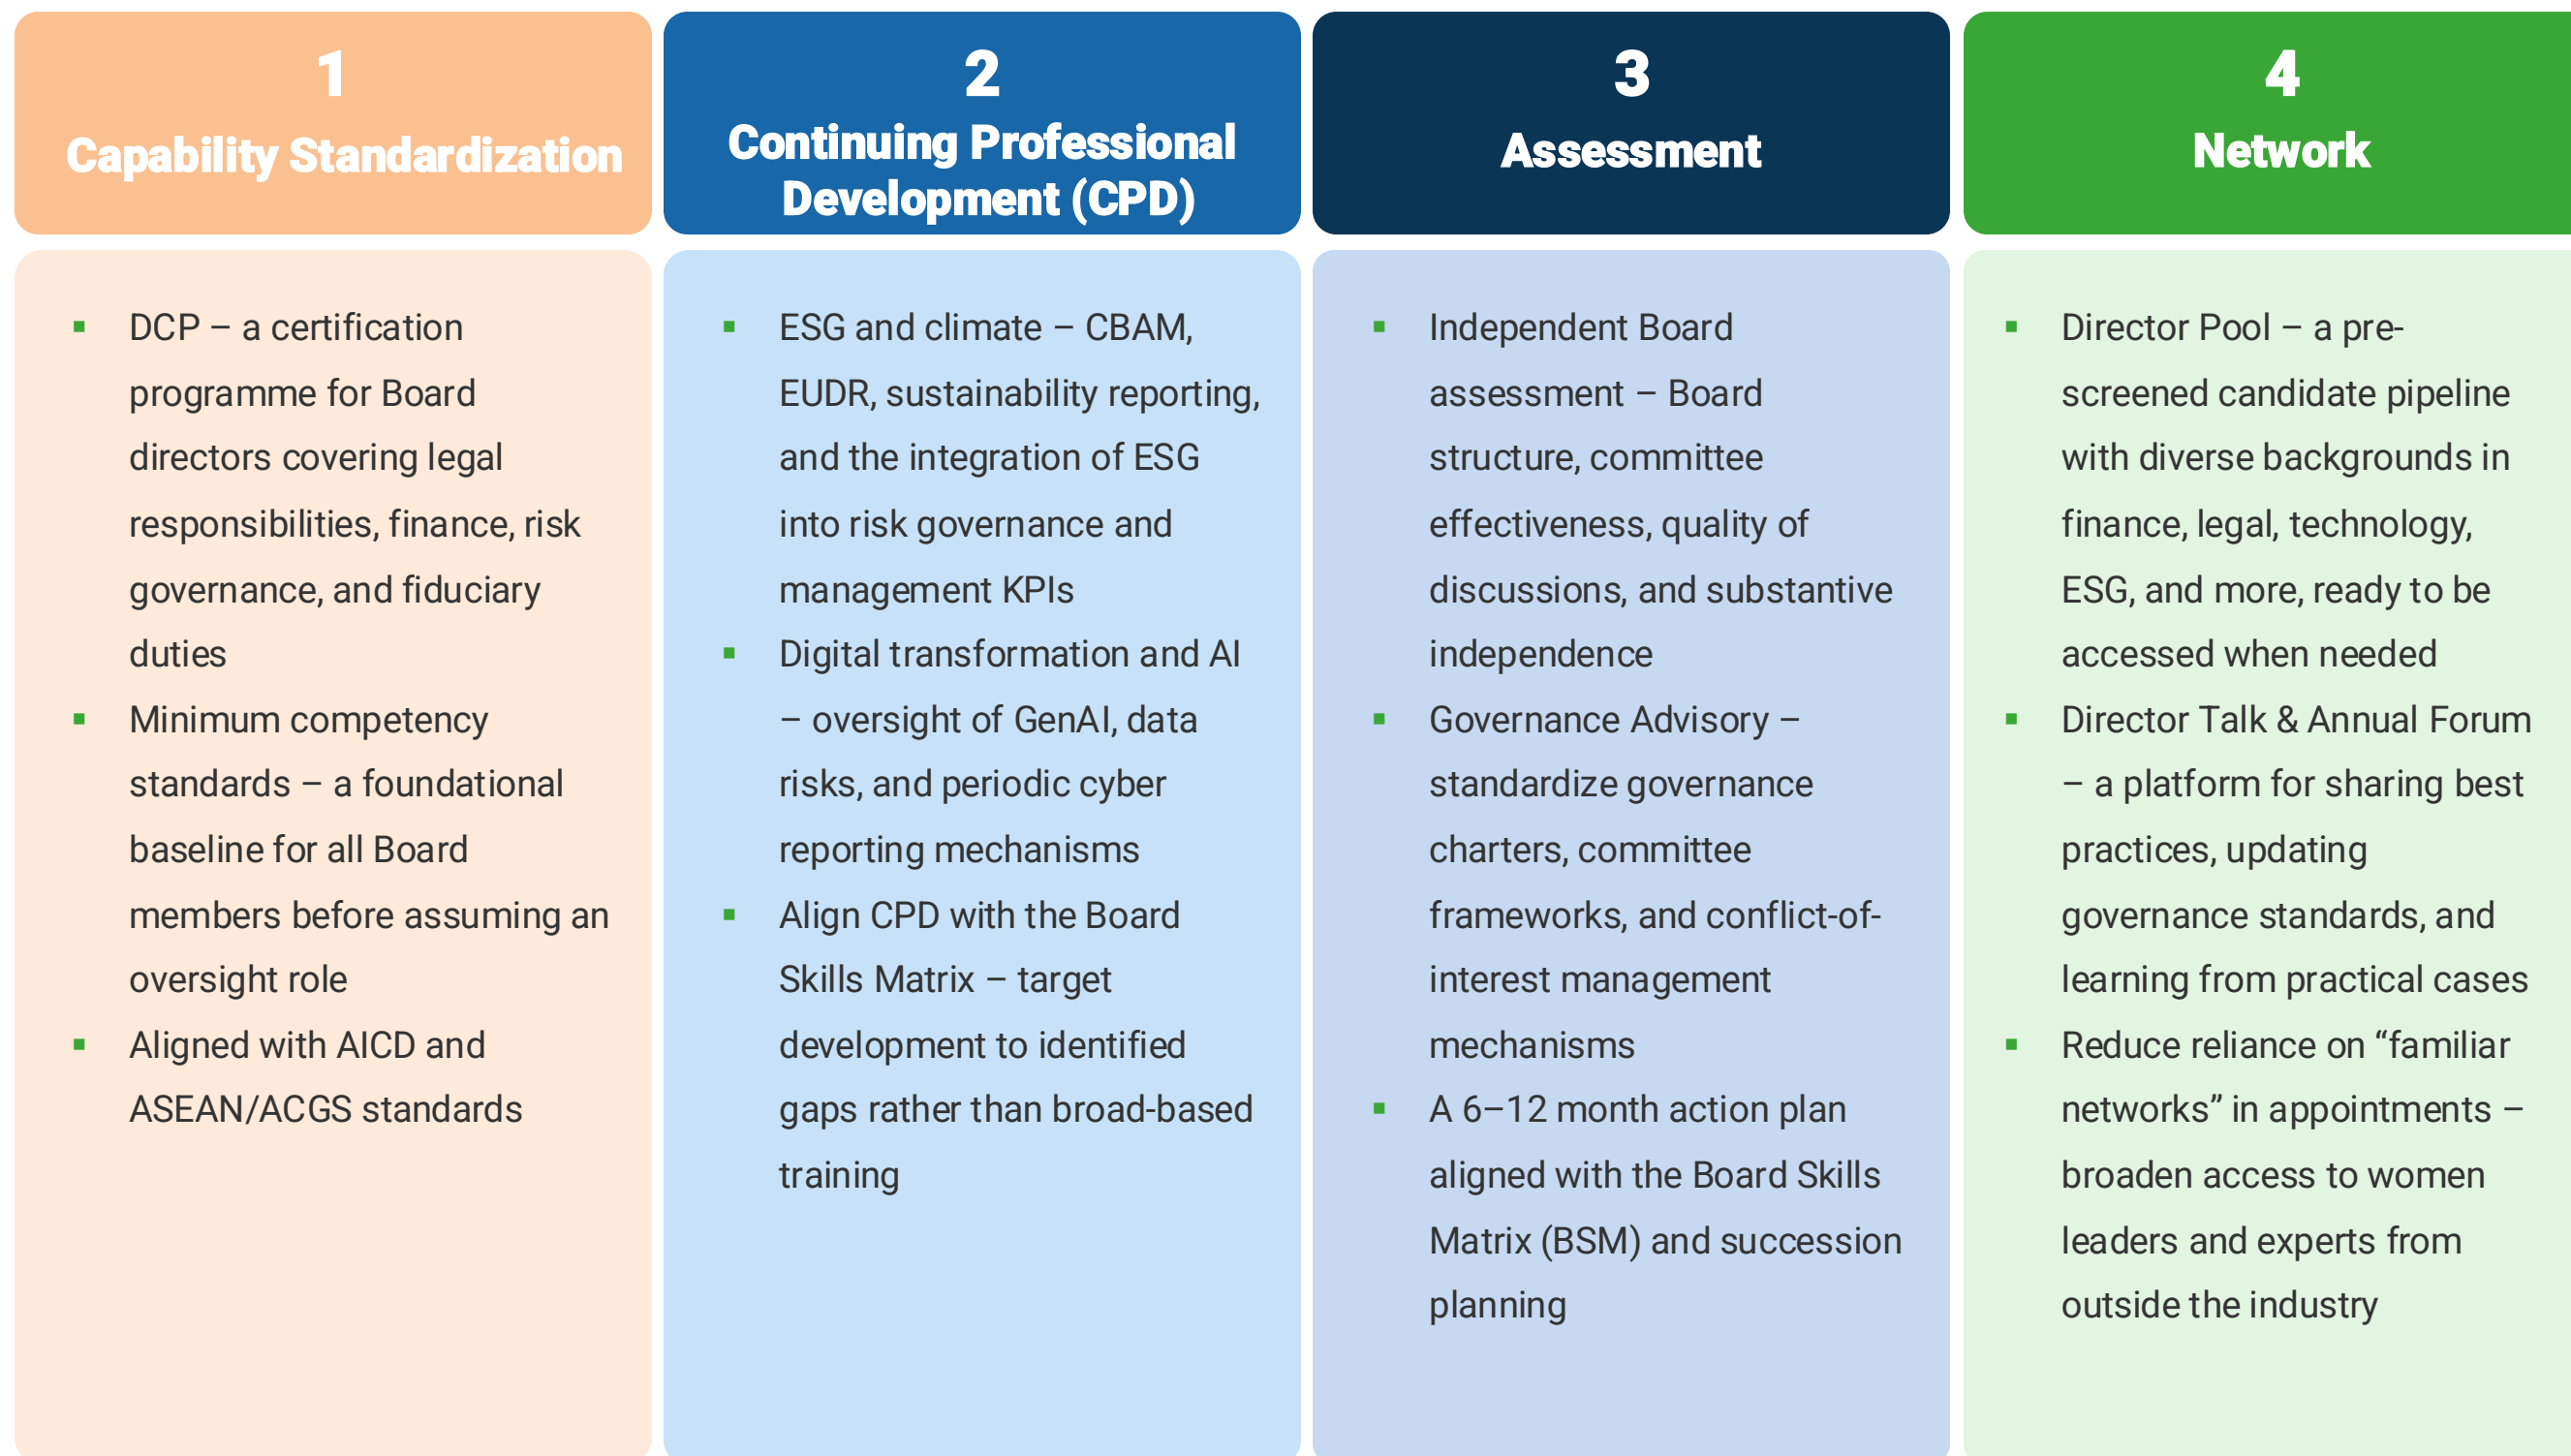 1
Capability Standardization
▪ DCP – a certification
programme for Board
directors covering legal
responsibilities, finance, risk
governance, and fiduciary
duties
▪ Minimum competency
standards – a foundational
baseline for all Board
members before assuming an
oversight role
▪ Aligned with AICD and
ASEAN/ACGS standards
2
Continuing Professional
Development (CPD)
▪ ESG and climate – CBAM,
EUDR, sustainability reporting,
and the integration of ESG
into risk governance and
management KPIs
▪ Digital transformation and AI
– oversight of GenAI, data
risks, and periodic cyber
reporting mechanisms
▪ Align CPD with the Board
Skills Matrix – target
development to identified
gaps rather than broad-based
training
3
Assessment
▪ Independent Board
assessment – Board
structure, committee
effectiveness, quality of
discussions, and substantive
independence
▪ Governance Advisory –
standardize governance
charters, committee
frameworks, and conflict-of-
interest management
mechanisms
▪ A 6–12 month action plan
aligned with the Board Skills
Matrix (BSM) and succession
planning
4
Network
▪ Director Pool – a pre-
screened candidate pipeline
with diverse backgrounds in
finance, legal, technology,
ESG, and more, ready to be
accessed when needed
▪ Director Talk & Annual Forum
– a platform for sharing best
practices, updating
governance standards, and
learning from practical cases
▪ Reduce reliance on “familiar
networks” in appointments –
broaden access to women
leaders and experts from
outside the industry